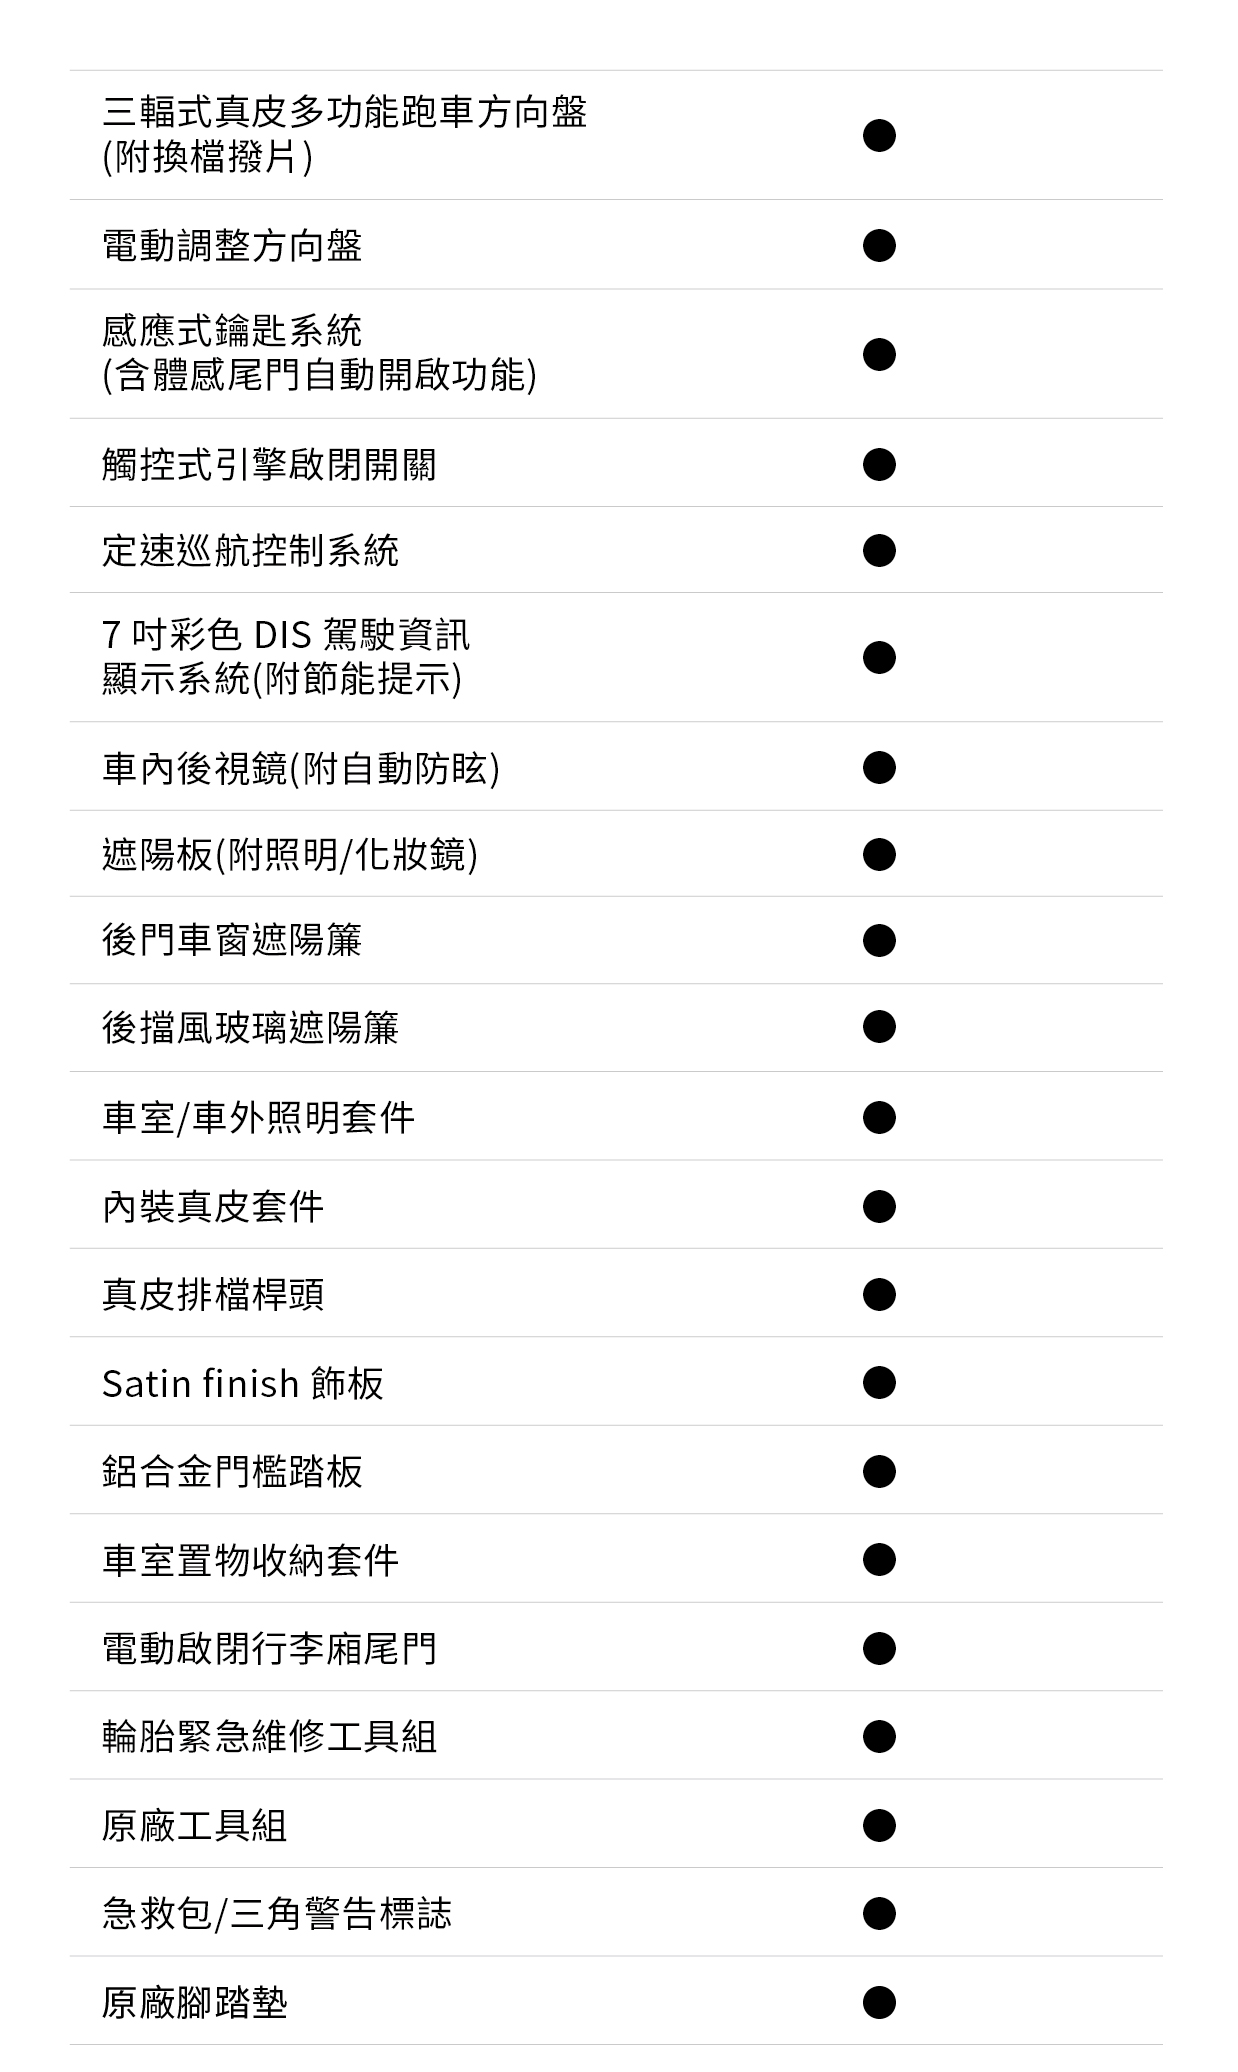 三輻式真皮多功能跑車方向盤
(附換檔撥片)
●
電動調整方向盤
●
感應式鑰匙系統
(含體感尾門自動開啟功能)
●
觸控式引擎啟閉開關
●
定速巡航控制系統
●
7 吋彩色 DIS 駕駛資訊
顯示系統(附節能提示)
●
車內後視鏡(附自動防眩)
●
遮陽板(附照明/化妝鏡)
●
後門車窗遮陽簾
●
後擋風玻璃遮陽簾
●
車室/車外照明套件
●
內裝真皮套件
●
真皮排檔桿頭
●
Satin finish 飾板
●
鋁合金門檻踏板
●
車室置物收納套件
●
電動啟閉行李廂尾門
●
輪胎緊急維修工具組
●
原廠工具組
●
急救包/三角警告標誌
●
原廠腳踏墊
●